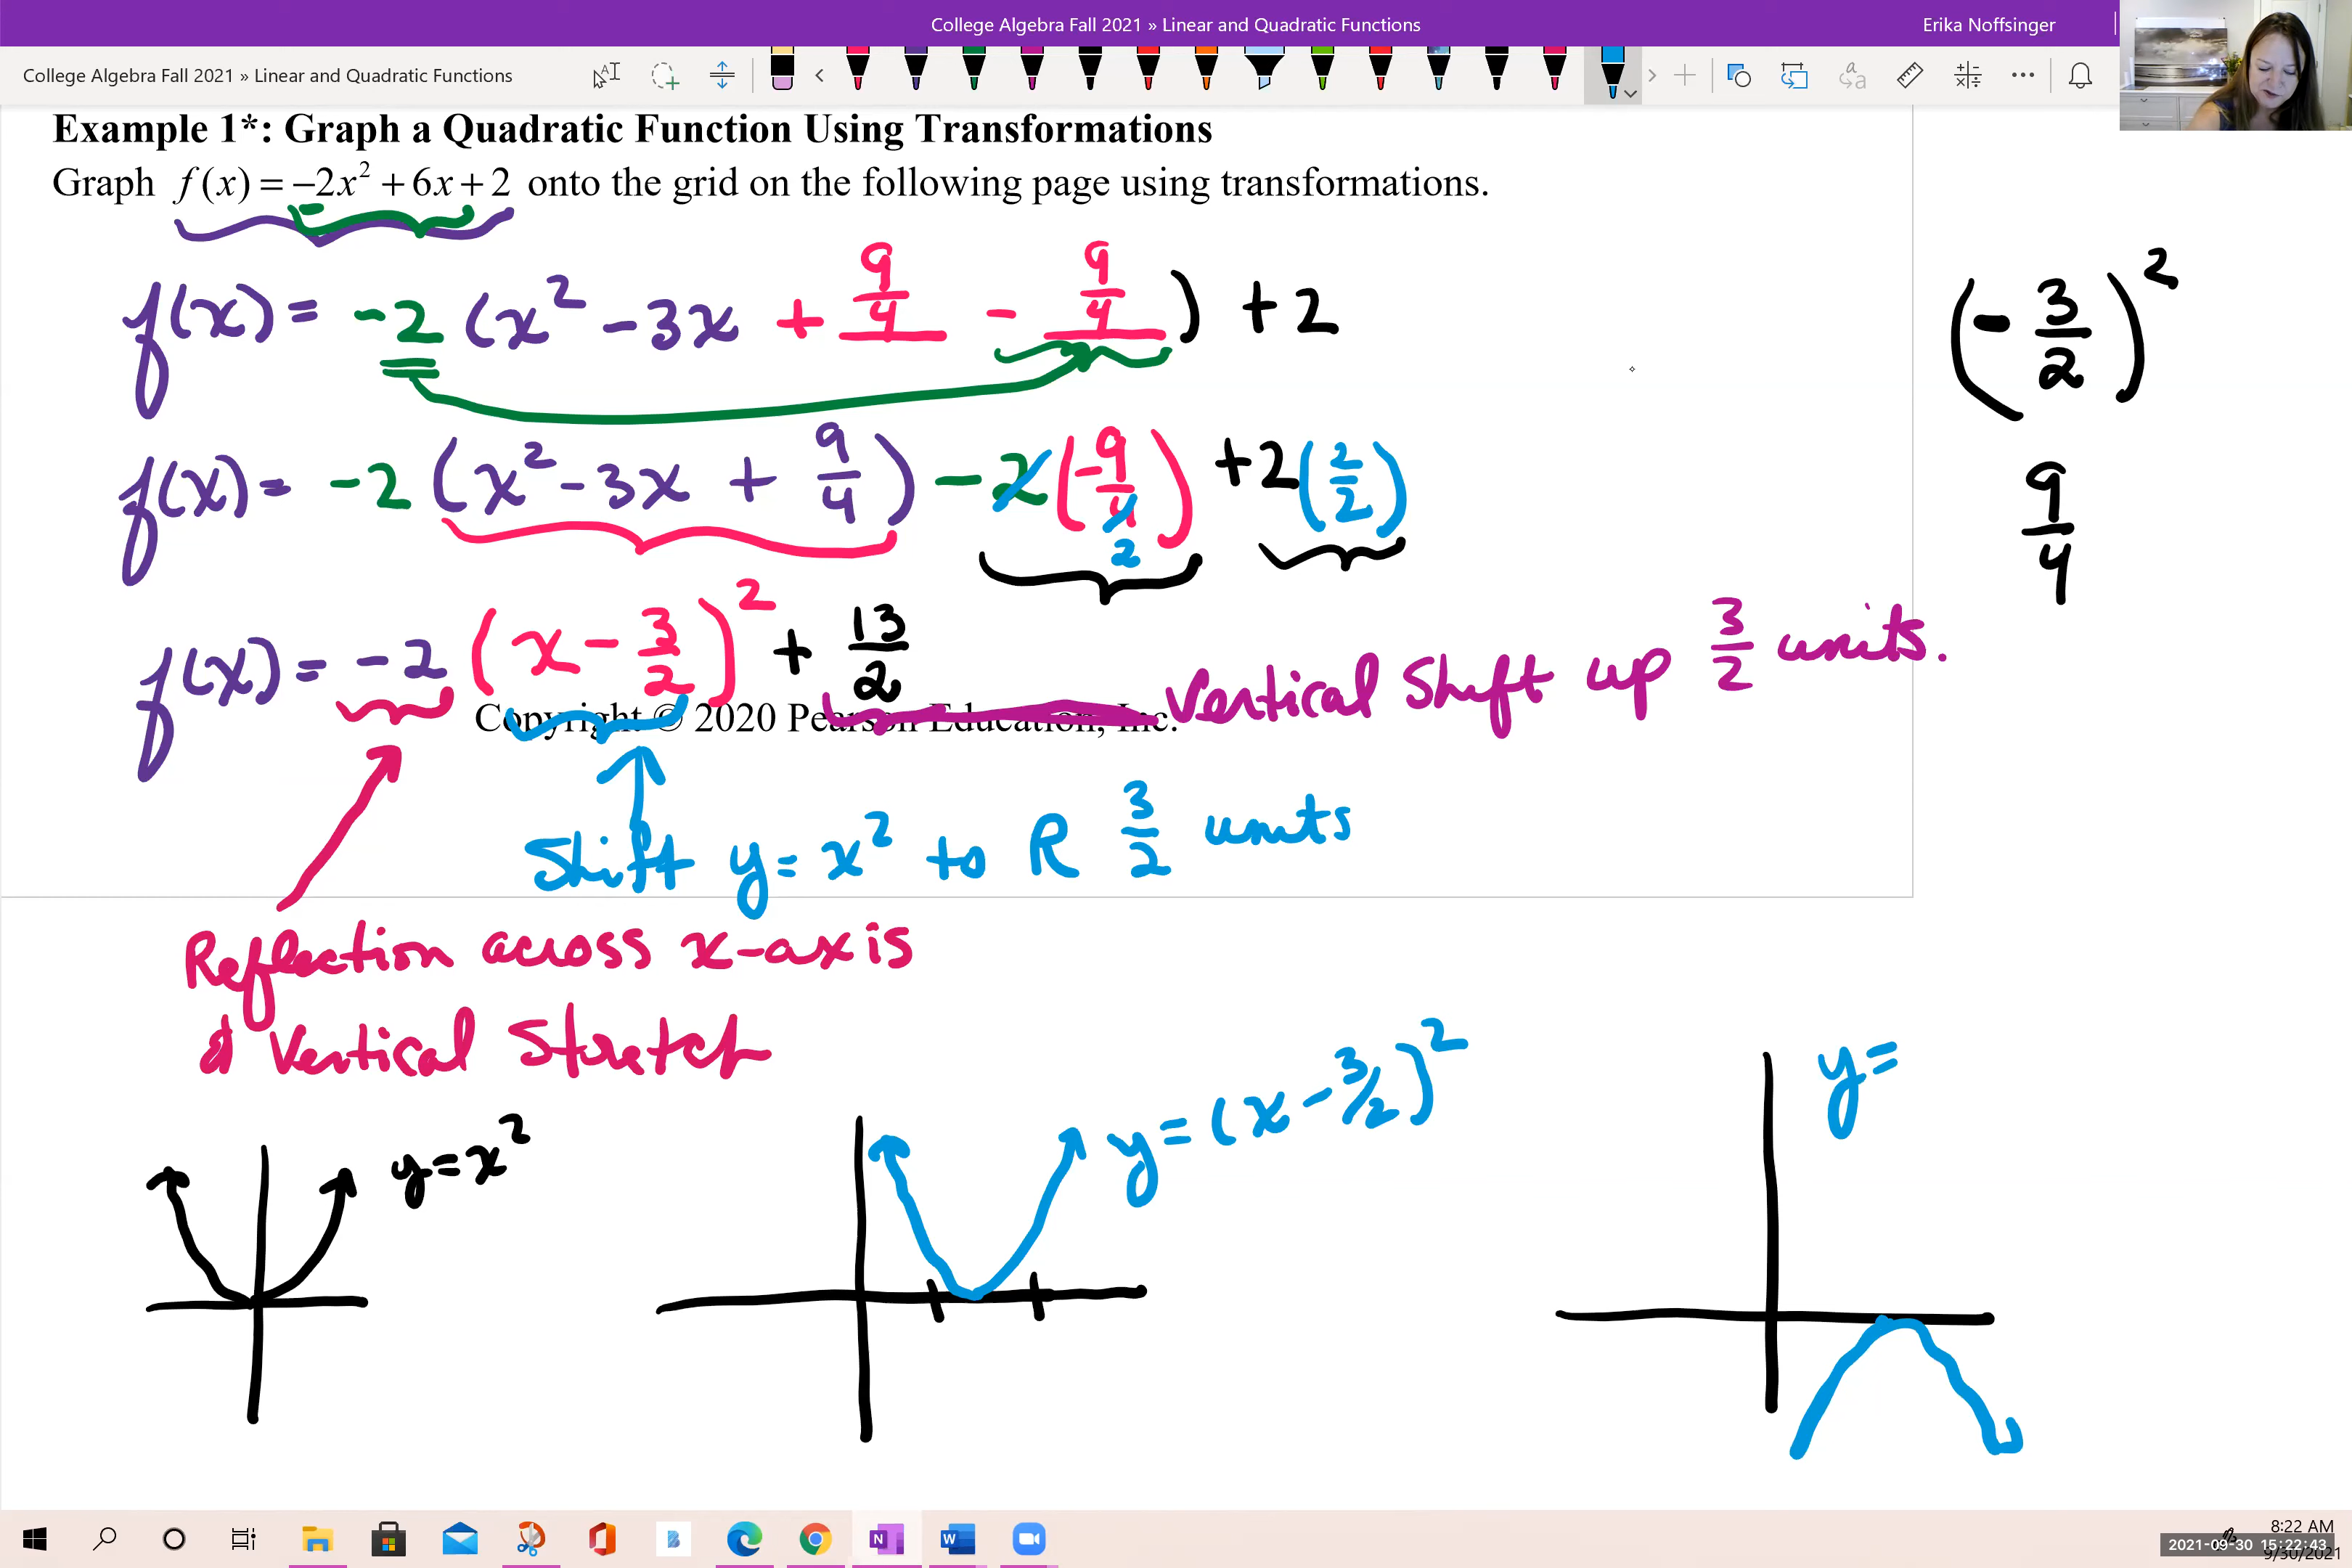 College Algebra Fall 2021 » Linear and Quadratic Functions
Erika Noffsinger
College Algebra Fall 2021 » Linear and Quadratic Functions
Example 1*: Graph a Quadratic Function Using Transformations
Graph f(x) = −2x² + 6x + 2 onto the grid on the following page using transformations.
f(x) = -2 (x² - 3x + 9/4 - 9/4) + 2
(-3/2)²
9/4
f(x) = -2 (x² - 3x + 9/4) - 2(-9/4) + 2(2/2)
2
f(x) = -2 (x - 3/2)² + 13/2
Vertical Shift up 3/2 units.
Copyright © 2020 Pearson Education, Inc.
Shift y = x² to R 3/2 units
Reflection across x-axis
& Vertical Stretch
y = x²
y = (x - 3/2)²
y =
8:22 AM
9/30/2021
2021-09-30 15:22:43